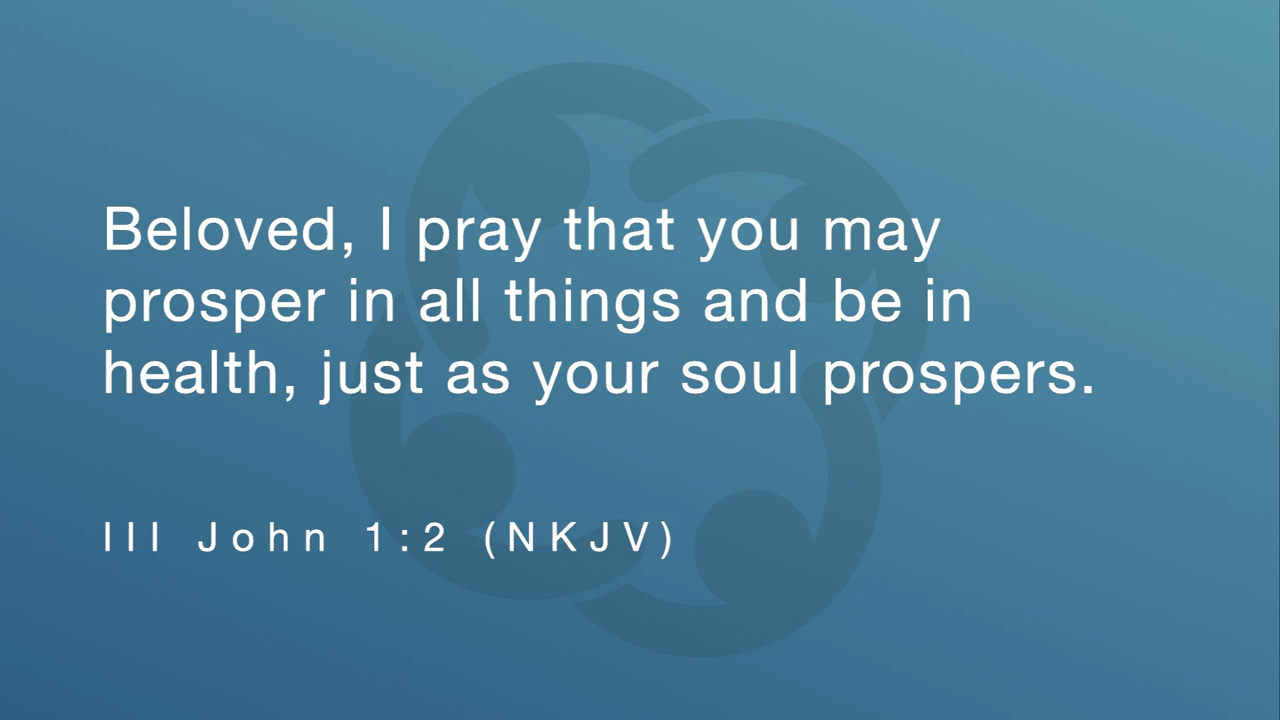 Beloved, I pray that you may
prosper in all things and be in
health, just as your soul prospers.
III John 1:2 (NKJV)